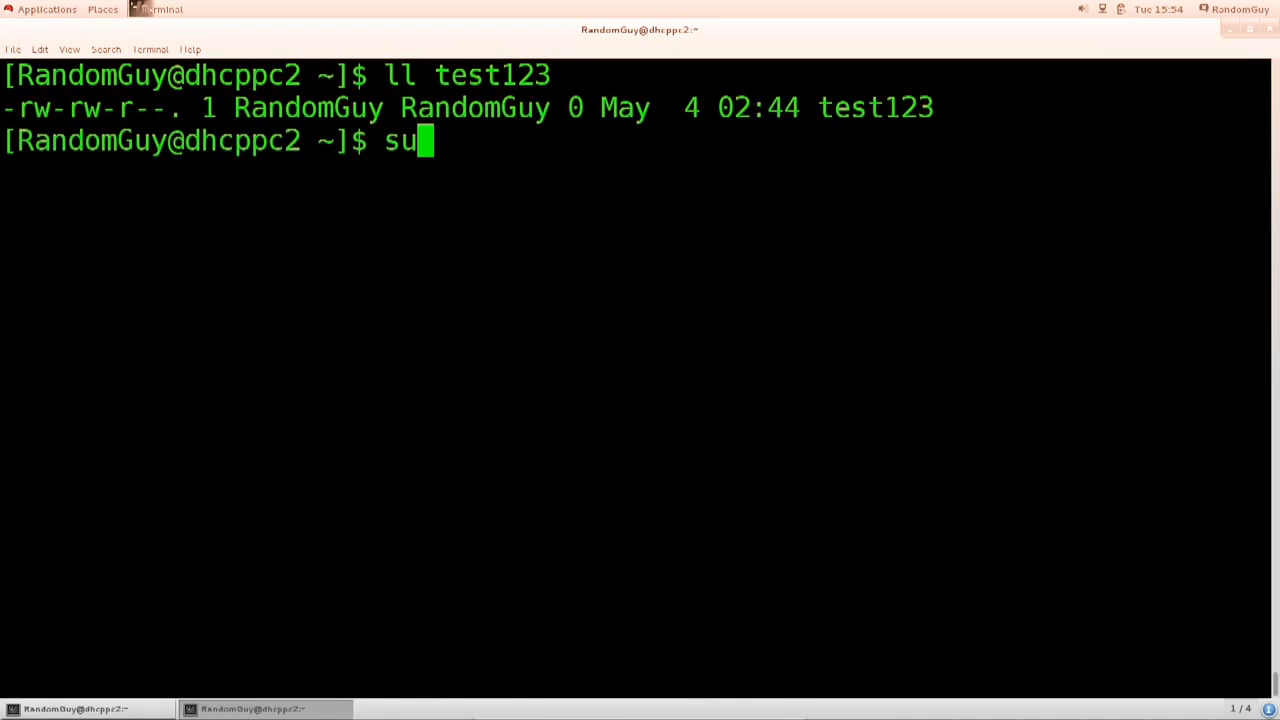 Applications Places Terminal Tue 15:54 RandomGuy
RandomGuy@dhcppc2:~
File Edit View Search Terminal Help
[RandomGuy@dhcppc2 ~]$ ll test123
-rw-rw-r--. 1 RandomGuy RandomGuy 0 May  4 02:44 test123
[RandomGuy@dhcppc2 ~]$ su
RandomGuy@dhcppc2:~ RandomGuy@dhcppc2:~ 1 / 4